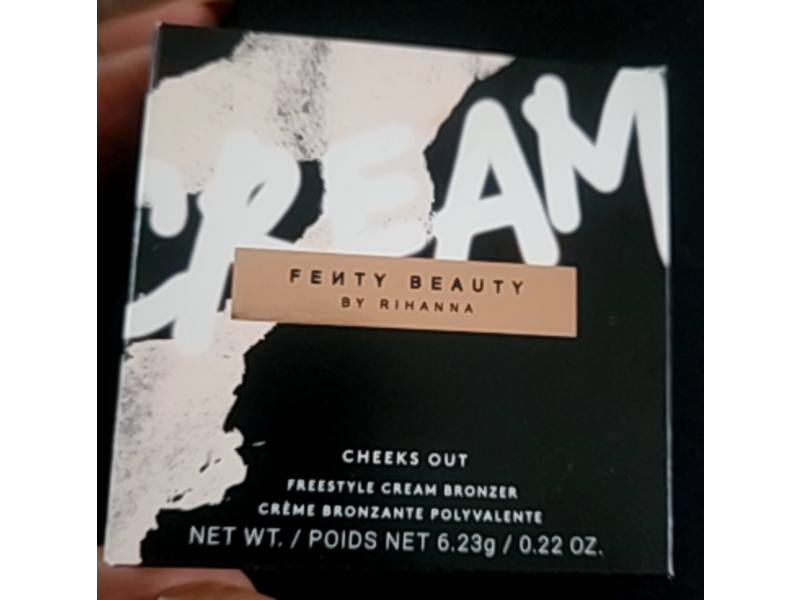 CREAM
FEИTY BEAUTY
BY RIHANNA
CHEEKS OUT
FREESTYLE CREAM BRONZER
CRÈME BRONZANTE POLYVALENTE
NET WT. / POIDS NET 6.23g / 0.22 OZ.